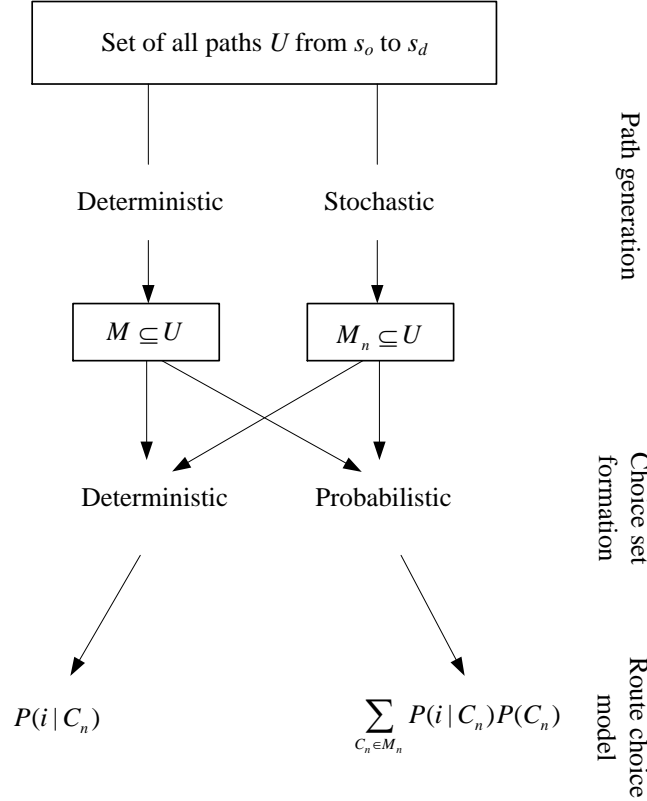 Set of all paths U from s_o to s_d
Path generation
Deterministic
Stochastic
M ⊆ U
M_n ⊆ U
Deterministic
Probabilistic
Choice set
formation
P(i | C_n)
∑_{C_n∈M_n} P(i | C_n)P(C_n)
Route choice
model